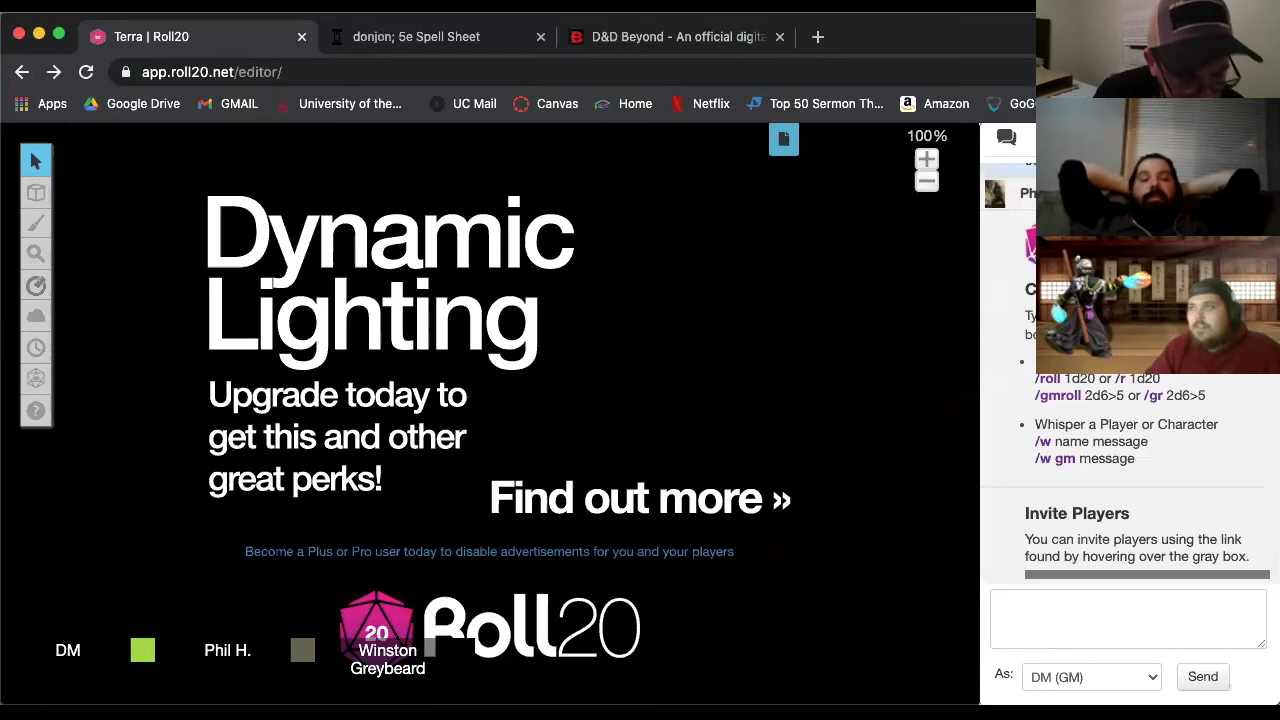 Terra | Roll20
donjon; 5e Spell Sheet
D&D Beyond - An official digita
app.roll20.net/editor/
Apps
Google Drive
GMAIL
University of the...
UC Mail
Canvas
Home
Netflix
Top 50 Sermon Th...
Amazon
GoG
100%
Dynamic
Lighting
Upgrade today to
get this and other
great perks!
Find out more »
Become a Plus or Pro user today to disable advertisements for you and your players
20
Roll20
DM
Phil H.
Winston
Greybeard
/roll 1d20 or /r 1d20
/gmroll 2d6>5 or /gr 2d6>5
Whisper a Player or Character
/w name message
/w gm message
Invite Players
You can invite players using the link
found by hovering over the gray box.
As:
DM (GM)
Send